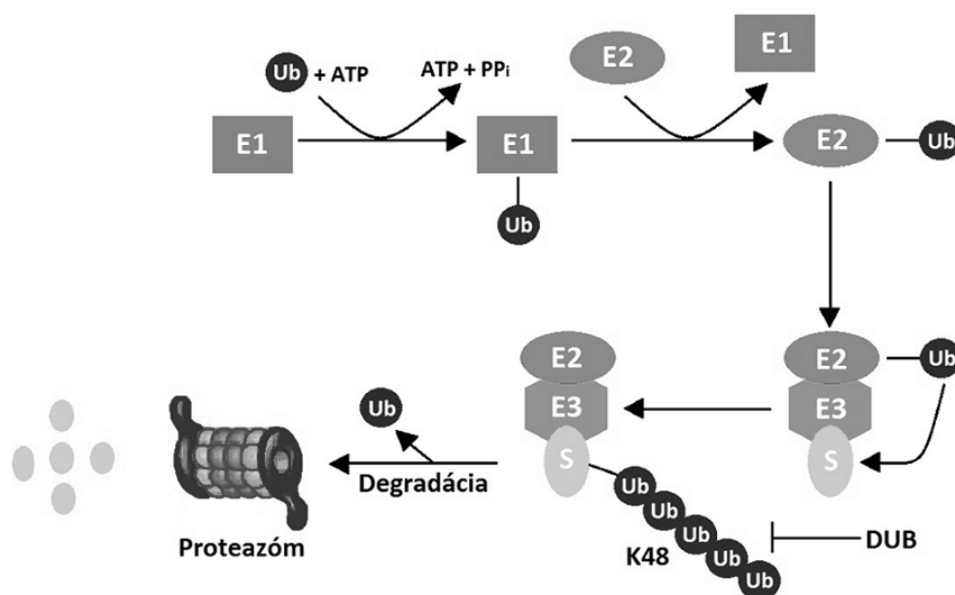 Ub + ATP
ATP + PPi
E2
E1
E1
E1
E2
Ub
Ub
E2
E2
Ub
Ub
E3
E3
S
S
Degradácia
Ub
Ub
Ub
Ub
Ub
K48
DUB
Proteazóm